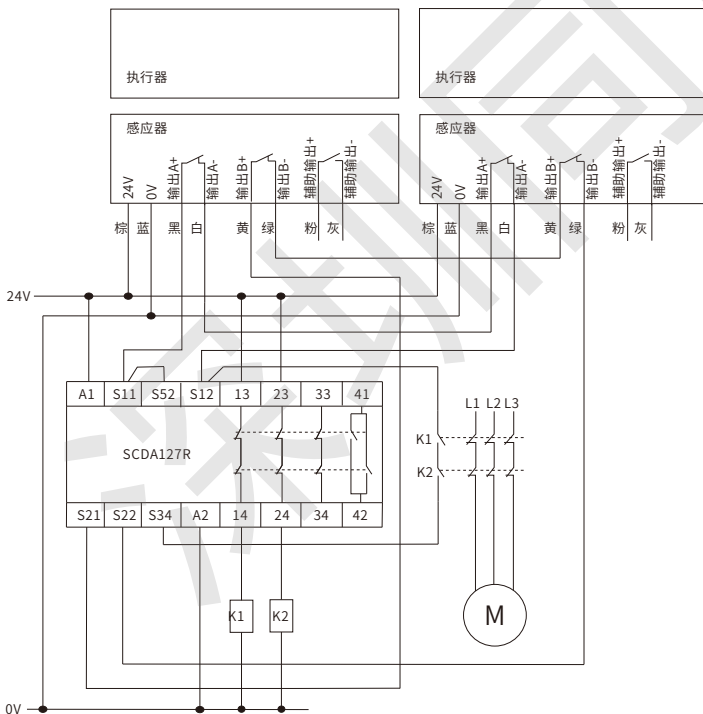 执行器
执行器
感应器
感应器
24V
0V
输出A+
输出A-
输出B+
输出B-
辅助输出+
辅助输出-
24V
0V
输出A+
输出A-
输出B+
输出B-
辅助输出+
辅助输出-
棕 蓝 黑 白 黄 绿 粉 灰
棕 蓝 黑 白 黄 绿 粉 灰
24V
A1 S11 S52 S12 13 23 33 41
L1 L2 L3
K1
SCDA127R
K2
S21 S22 S34 A2 14 24 34 42
K1 K2
M
0V
深圳同